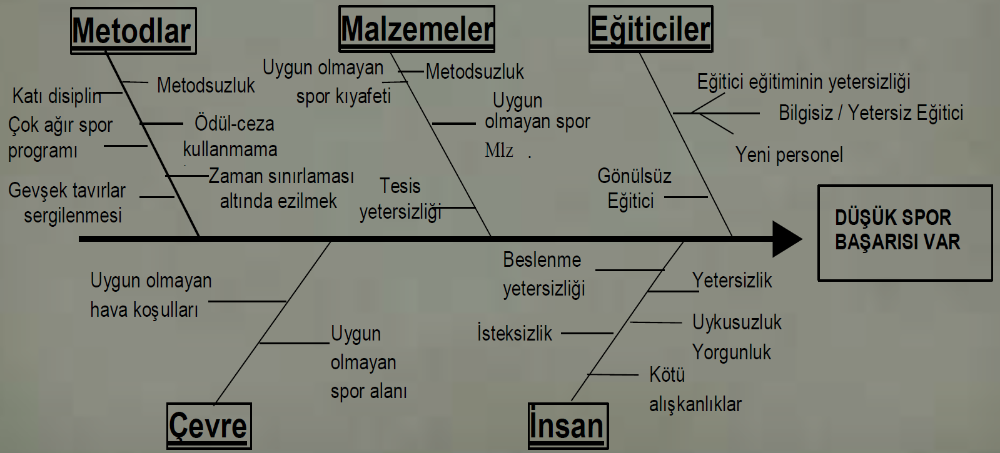 Metodlar
Malzemeler
Eğiticiler
Katı disiplin
Metodsuzluk
Çok ağır spor
programı
Ödül-ceza
kullanmama
Gevşek tavırlar
sergilenmesi
Zaman sınırlaması
altında ezilmek
Uygun olmayan
spor kıyafeti
Metodsuzluk
Uygun
olmayan spor
Mlz .
Tesis
yetersizliği
Eğitici eğitiminin yetersizliği
Bilgisiz / Yetersiz Eğitici
Yeni personel
Gönülsüz
Eğitici
DÜŞÜK SPOR
BAŞARISI VAR
Uygun olmayan
hava koşulları
Uygun
olmayan
spor alanı
Beslenme
yetersizliği
Yetersizlik
İsteksizlik
Uykusuzluk
Yorgunluk
Kötü
alışkanlıklar
Çevre
İnsan